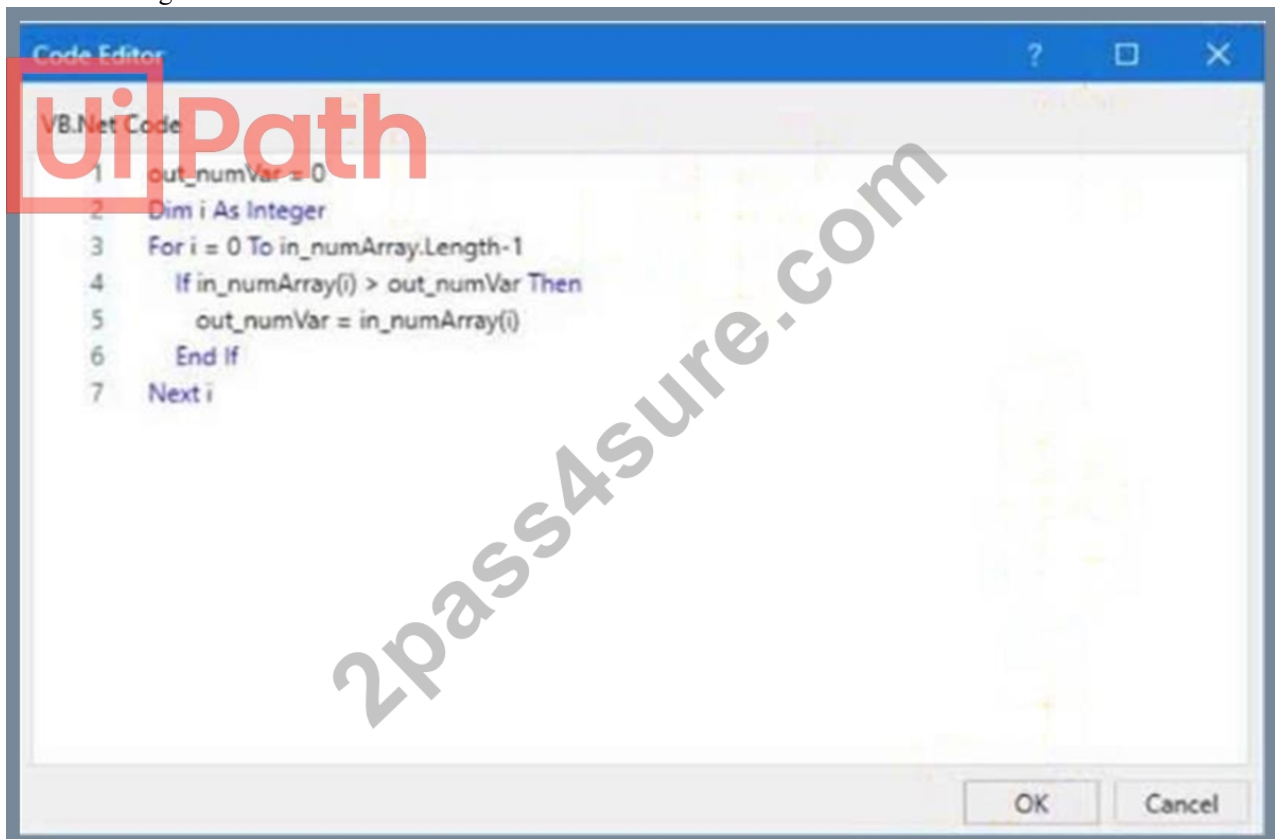 Code Editor ?
UiPath
VB.Net Code
1 out_numVar = 0
2 Dim i As Integer
3 For i = 0 To in_numArray.Length-1
4 If in_numArray(i) > out_numVar Then
5 out_numVar = in_numArray(i)
6 End If
7 Next i
2pass4sure.com
OK Cancel